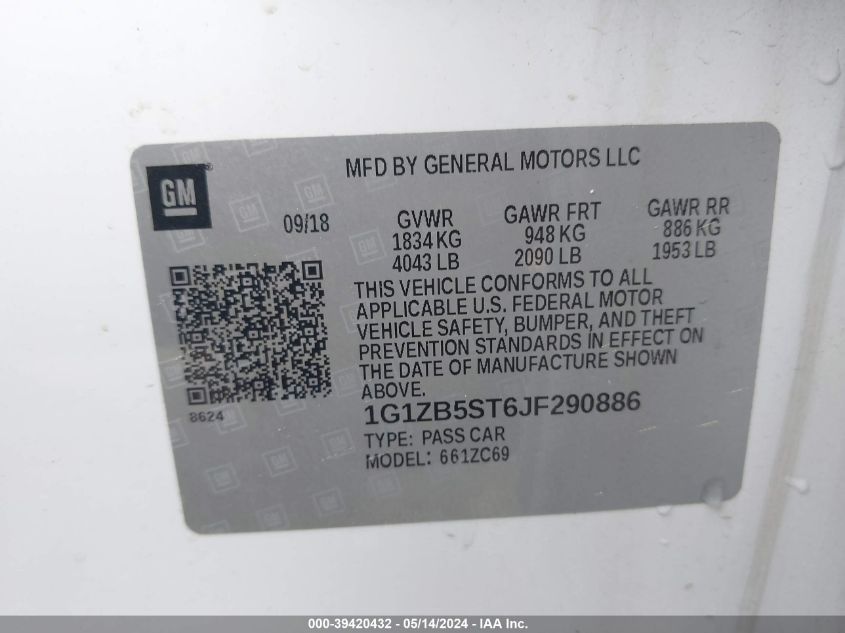 GM
MFD BY GENERAL MOTORS LLC
09/18
GVWR GAWR FRT GAWR RR
1834 KG 948 KG 886 KG
4043 LB 2090 LB 1953 LB
THIS VEHICLE CONFORMS TO ALL
APPLICABLE U.S. FEDERAL MOTOR
VEHICLE SAFETY, BUMPER, AND THEFT
PREVENTION STANDARDS IN EFFECT ON
THE DATE OF MANUFACTURE SHOWN
ABOVE.
8624
1G1ZB5ST6JF290886
TYPE: PASS CAR
MODEL: 661ZC69
000-39420432 - 05/14/2024 - IAA Inc.